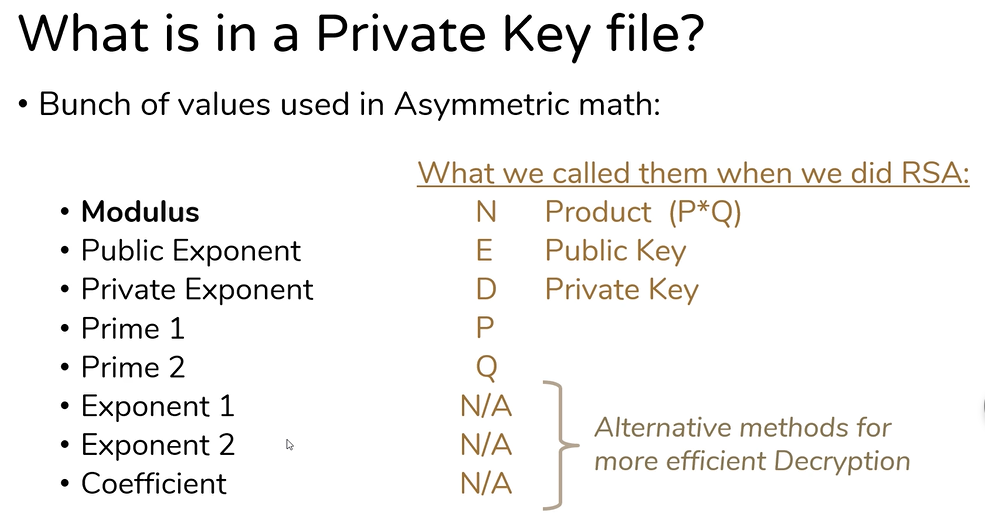 What is in a Private Key file?
• Bunch of values used in Asymmetric math:
What we called them when we did RSA:
• Modulus N Product (P*Q)
• Public Exponent E Public Key
• Private Exponent D Private Key
• Prime 1 P
• Prime 2 Q
• Exponent 1 N/A
• Exponent 2 N/A
• Coefficient N/A
Alternative methods for
more efficient Decryption